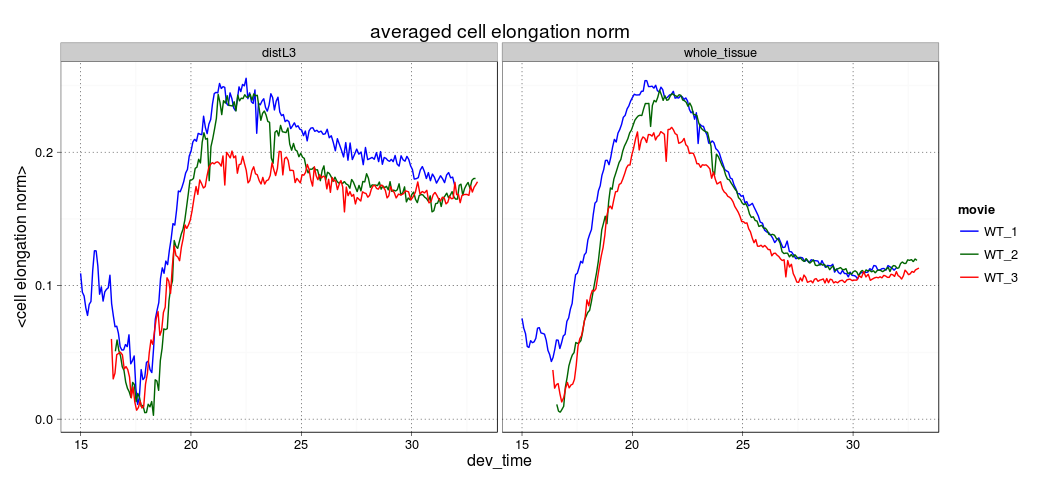 averaged cell elongation norm
distL3
whole_tissue
<cell elongation norm>
0.2
0.1
0.0
15 20 25 30
15 20 25 30
dev_time
movie
WT_1
WT_2
WT_3